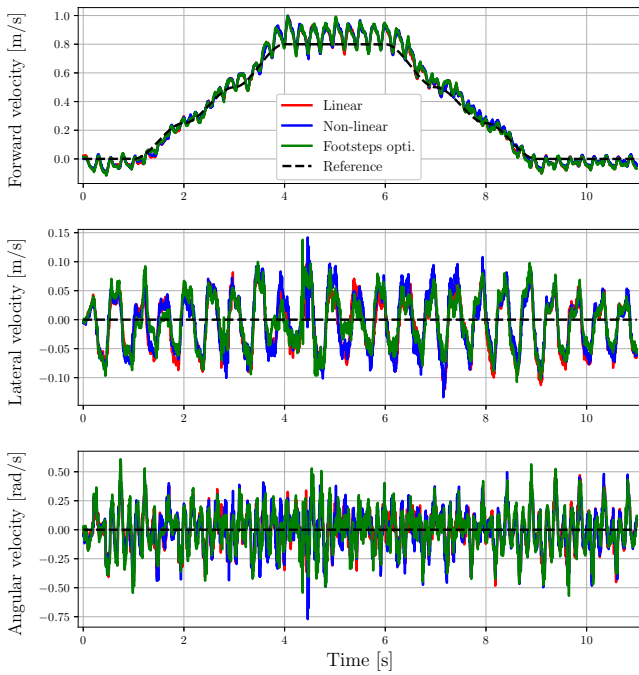 Forward velocity [m/s]
1.0
0.8
0.6
0.4
0.2
0.0
Linear
Non-linear
Footsteps opti.
Reference
0 2 4 6 8 10
Lateral velocity [m/s]
0.15
0.10
0.05
0.00
−0.05
−0.10
0 2 4 6 8 10
Angular velocity [rad/s]
0.50
0.25
0.00
−0.25
−0.50
−0.75
0 2 4 6 8 10
Time [s]